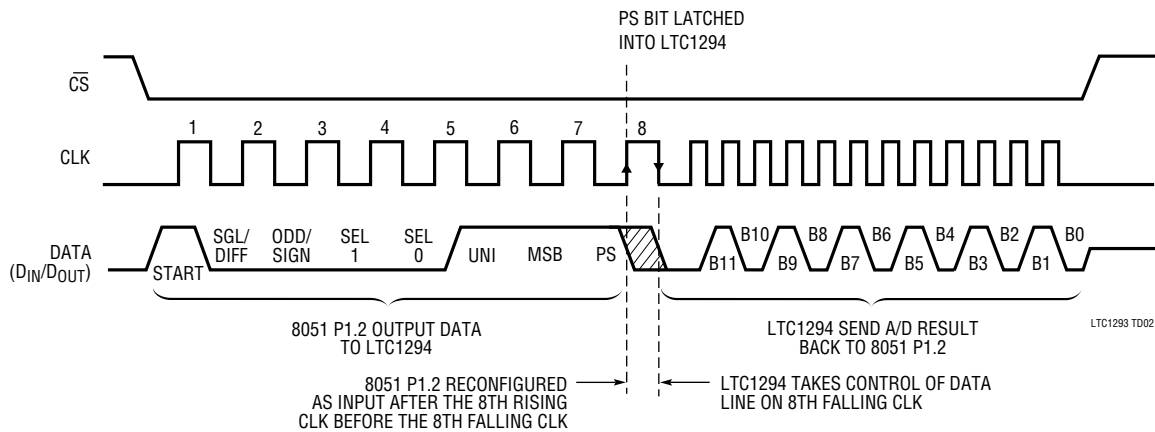 PS BIT LATCHED
INTO LTC1294
CS
1 2 3 4 5 6 7 8
CLK
DATA
(DIN/DOUT)
START
SGL/
DIFF
ODD/
SIGN
SEL
1
SEL
0
UNI
MSB
PS
B11
B10
B9
B8
B7
B6
B5
B4
B3
B2
B1
B0
8051 P1.2 OUTPUT DATA
TO LTC1294
LTC1294 SEND A/D RESULT
BACK TO 8051 P1.2
LTC1293 TD02
8051 P1.2 RECONFIGURED
AS INPUT AFTER THE 8TH RISING
CLK BEFORE THE 8TH FALLING CLK
LTC1294 TAKES CONTROL OF DATA
LINE ON 8TH FALLING CLK